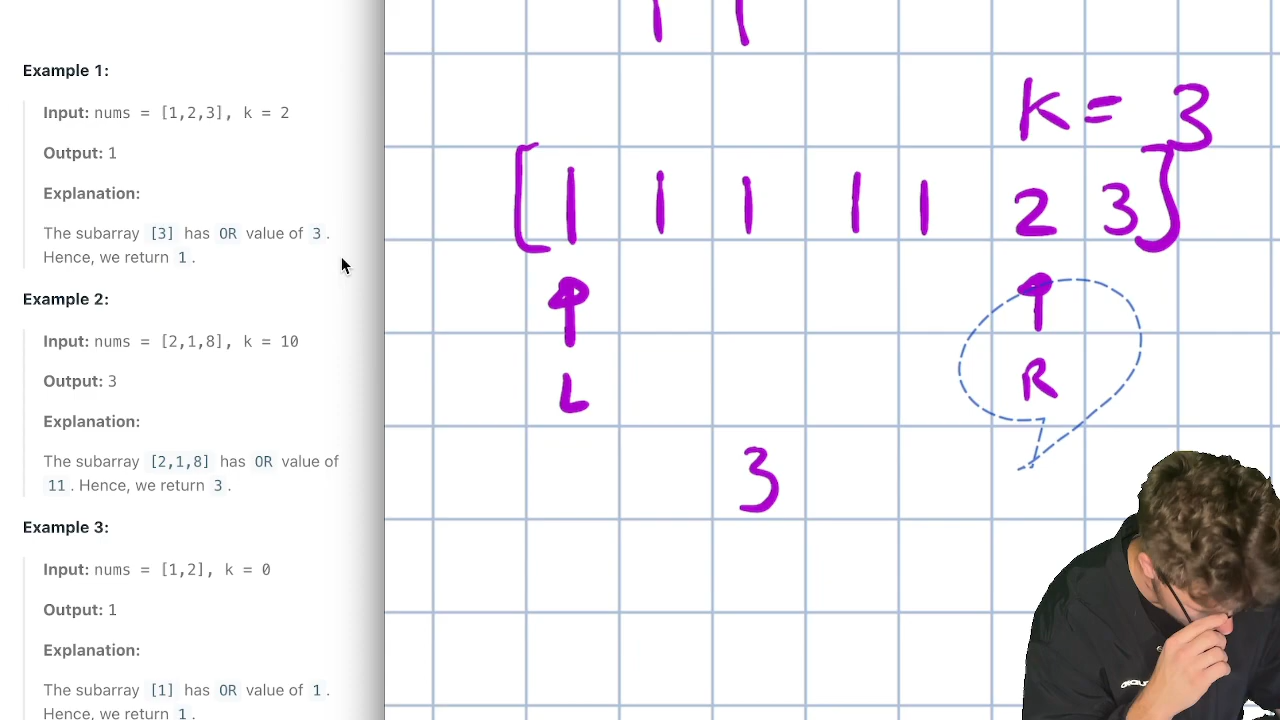 Example 1:
Input: nums = [1,2,3], k = 2
Output: 1
Explanation:
The subarray [3] has OR value of 3.
Hence, we return 1.
Example 2:
Input: nums = [2,1,8], k = 10
Output: 3
Explanation:
The subarray [2,1,8] has OR value of
11. Hence, we return 3.
Example 3:
Input: nums = [1,2], k = 0
Output: 1
Explanation:
The subarray [1] has OR value of 1.
Hence, we return 1.
1 1
K = 3
[1 1 1 1 1 2 3]
L R
3